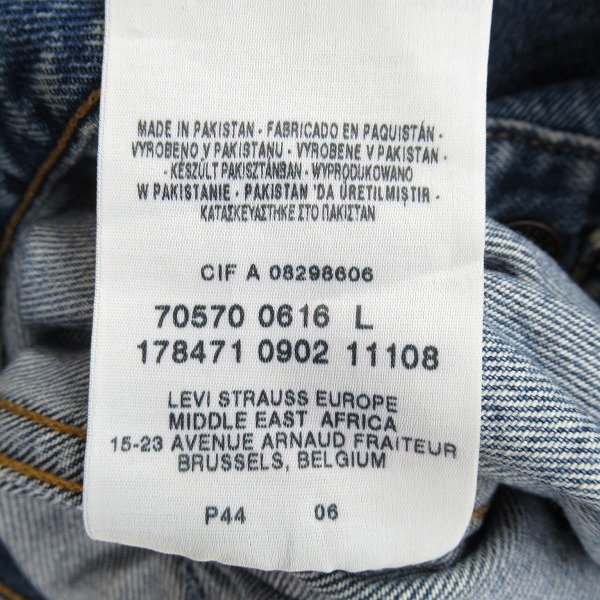 MADE IN PAKISTAN - FABRICADO EN PAQUISTÁN -
VYROBENO V PAKISTANU - VYROBENE V PAKISTAN -
- KÉSZÜLT PAKISZTÁNBAN - WYPRODUKOWANO
W PAKISTANIE - PAKISTAN 'DA ÜRETILMIŞTIR -
ΚΑΤΑΣΚΕΥΑΣΤΗΚΕ ΣΤΟ ΠΑΚΙΣΤΑΝ
CIF A 08298606
70570 0616 L
178471 0902 11108
LEVI STRAUSS EUROPE
MIDDLE EAST AFRICA
15-23 AVENUE ARNAUD FRAITEUR
BRUSSELS, BELGIUM
P44 06